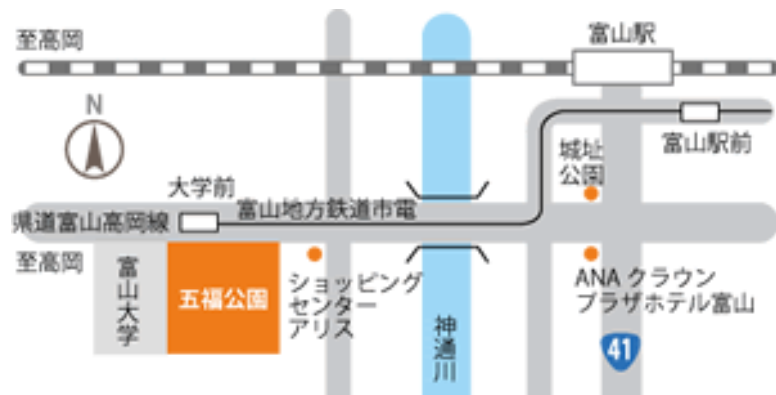 至高岡
富山駅
N
富山駅前
城址
公園
大学前
富山地方鉄道市電
県道富山高岡線
至高岡
富山大学
五福公園
ショッピング
センター
アリス
神通川
ANAクラウン
プラザホテル富山
41